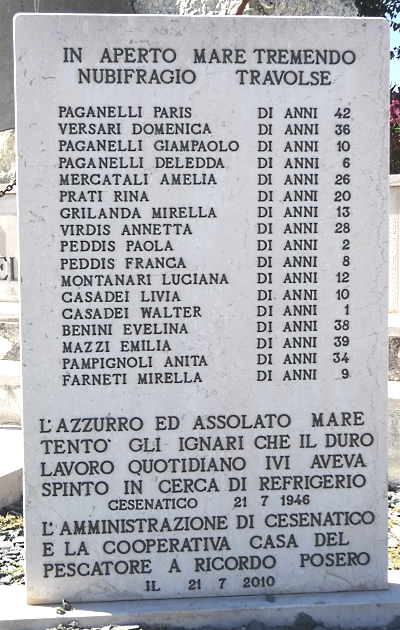 IN APERTO MARE TREMENDO
NUBIFRAGIO TRAVOLSE
PAGANELLI PARIS DI ANNI 42
VERSARI DOMENICA DI ANNI 36
PAGANELLI GIAMPAOLO DI ANNI 10
PAGANELLI DELEDDA DI ANNI 6
MERCATALI AMELIA DI ANNI 26
PRATI RINA DI ANNI 20
GRILANDA MIRELLA DI ANNI 13
VIRDIS ANNETTA DI ANNI 28
PEDDIS PAOLA DI ANNI 2
PEDDIS FRANCA DI ANNI 8
MONTANARI LUCIANA DI ANNI 12
CASADEI LIVIA DI ANNI 10
CASADEI WALTER DI ANNI 1
BENINI EVELINA DI ANNI 38
MAZZI EMILIA DI ANNI 39
PAMPIGNOLI ANITA DI ANNI 34
FARNETI MIRELLA DI ANNI 9
L'AZZURRO ED ASSOLATO MARE
TENTO' GLI IGNARI CHE IL DURO
LAVORO QUOTIDIANO IVI AVEVA
SPINTO IN CERCA DI REFRIGERIO
CESENATICO 21 7 1946
L'AMMINISTRAZIONE DI CESENATICO
E LA COOPERATIVA CASA DEL
PESCATORE A RICORDO POSERO
IL 21 7 2010